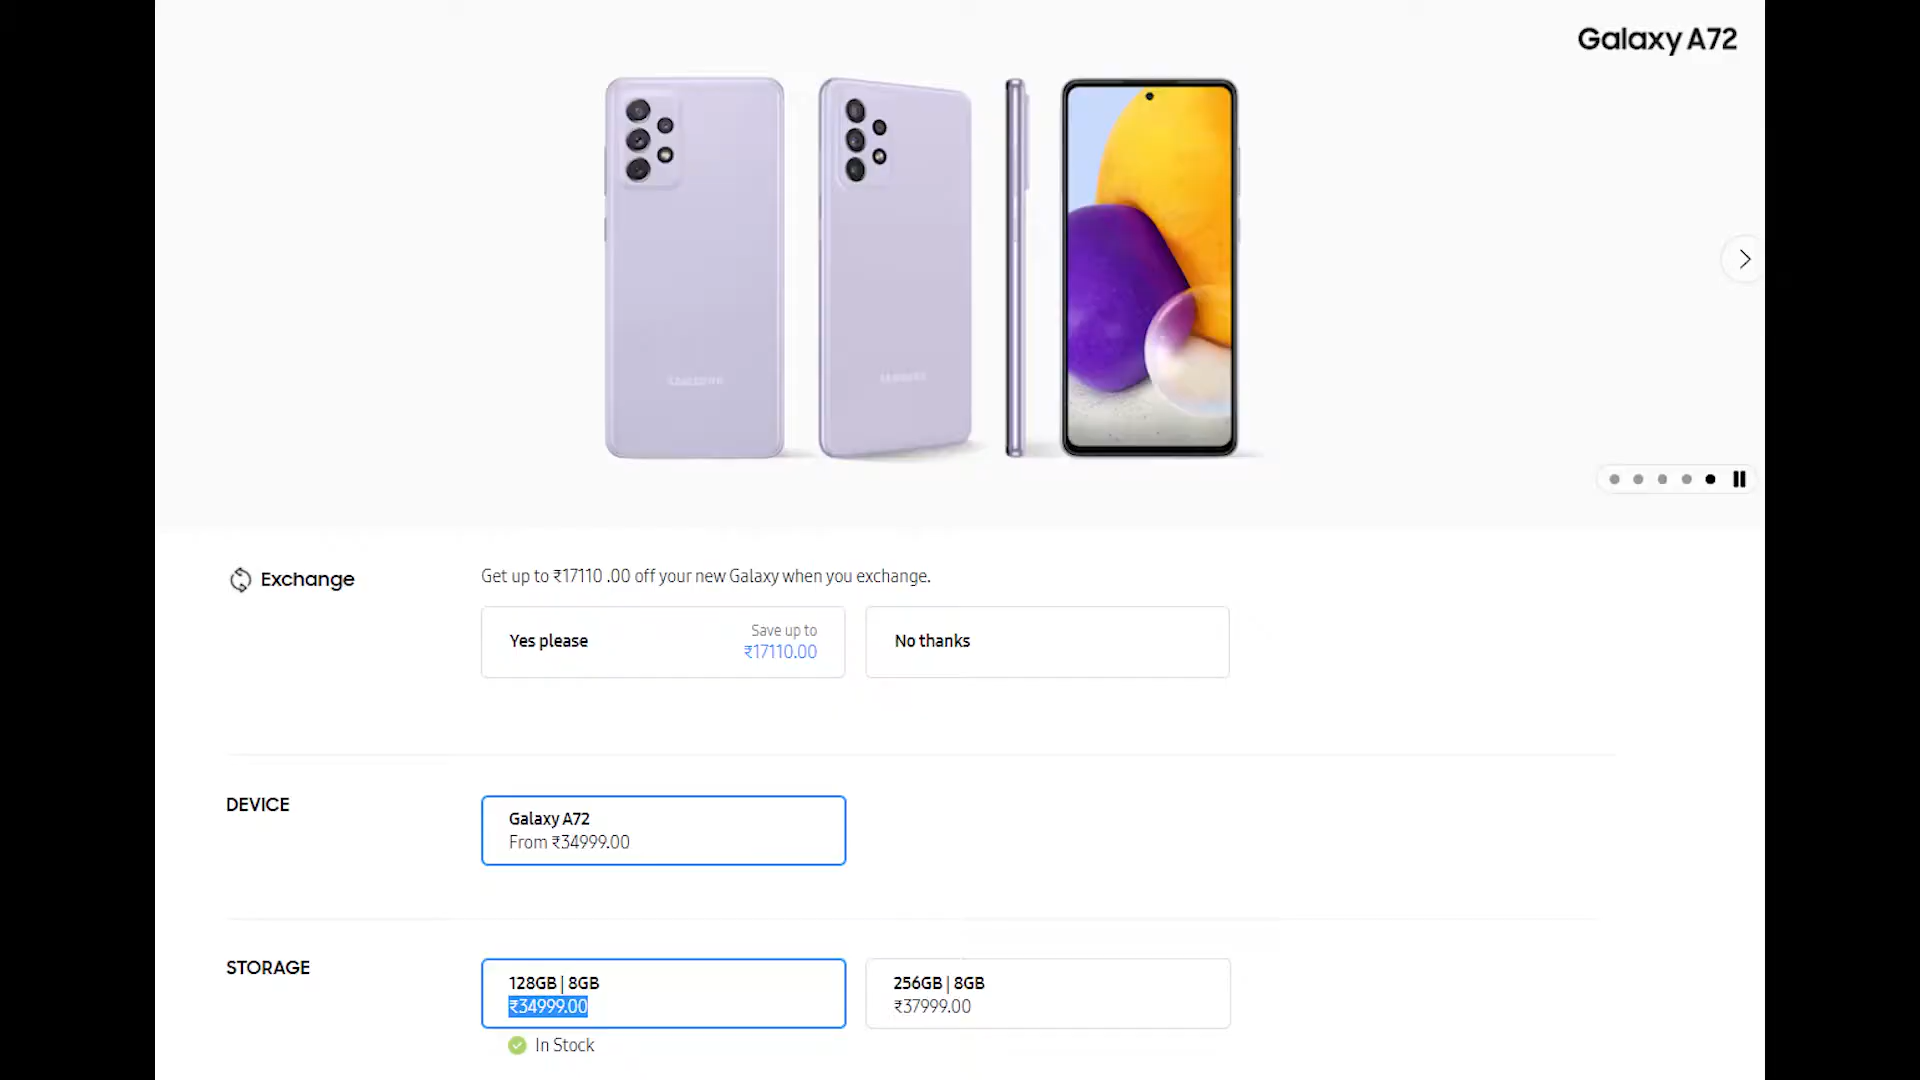 Galaxy A72
SAMSUNG
SAMSUNG
Exchange
Get up to ₹17110 .00 off your new Galaxy when you exchange.
Yes please
Save up to
₹17110.00
No thanks
DEVICE
Galaxy A72
From ₹34999.00
STORAGE
128GB | 8GB
₹34999.00
256GB | 8GB
₹37999.00
In Stock